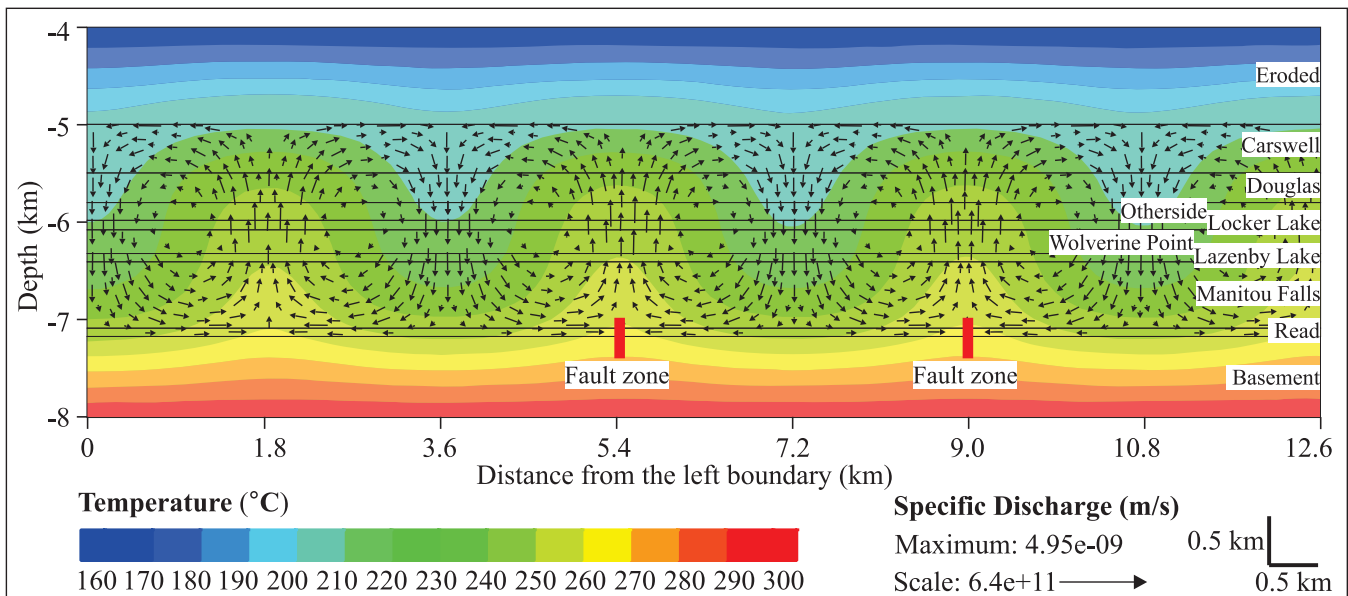 -4
Eroded
-5
Carswell
Douglas
Otherside
Locker Lake
-6
Wolverine Point
Lazenby Lake
Manitou Falls
-7
Read
Fault zone Fault zone
Basement
-8
Depth (km)
0 1.8 3.6 5.4 7.2 9.0 10.8 12.6
Distance from the left boundary (km)
Temperature (°C)
160 170 180 190 200 210 220 230 240 250 260 270 280 290 300
Specific Discharge (m/s)
Maximum: 4.95e-09
Scale: 6.4e+11
0.5 km
0.5 km